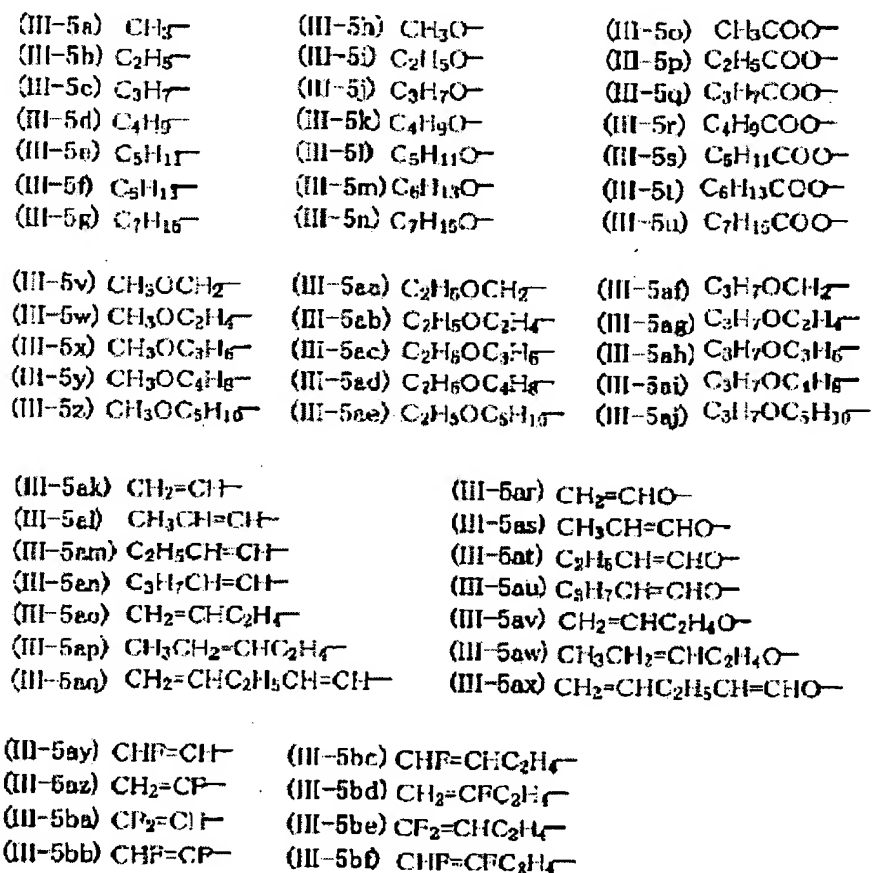 (III-5a) CH₃— (III-5h) CH₃O— (III-5o) CH₃COO—
(III-5b) C₂H₅— (III-5i) C₂H₅O— (III-5p) C₂H₅COO—
(III-5c) C₃H₇— (III-5j) C₃H₇O— (III-5q) C₃H₇COO—
(III-5d) C₄H₉— (III-5k) C₄H₉O— (III-5r) C₄H₉COO—
(III-5e) C₅H₁₁— (III-5l) C₅H₁₁O— (III-5s) C₅H₁₁COO—
(III-5f) C₅H₁₃— (III-5m) C₆H₁₃O— (III-5t) C₆H₁₃COO—
(III-5g) C₇H₁₅— (III-5n) C₇H₁₅O— (III-5u) C₇H₁₅COO—
(III-5v) CH₃OCH₂— (III-5aa) C₂H₅OCH₂— (III-5af) C₃H₇OCH₂—
(III-5w) CH₃OC₂H₄— (III-5ab) C₂H₅OC₂H₄— (III-5ag) C₃H₇OC₂H₄—
(III-5x) CH₃OC₃H₆— (III-5ac) C₂H₅OC₃H₆— (III-5ah) C₃H₇OC₃H₆—
(III-5y) CH₃OC₄H₈— (III-5ad) C₂H₅OC₄H₈— (III-5ai) C₃H₇OC₄H₈—
(III-5z) CH₃OC₅H₁₀— (III-5ae) C₂H₅OC₅H₁₀— (III-5aj) C₃H₇OC₅H₁₀—
(III-5ak) CH₂=CH— (III-5ar) CH₂=CHO—
(III-5al) CH₃CH=CH— (III-5as) CH₃CH=CHO—
(III-5am) C₂H₅CH=CH— (III-5at) C₂H₅CH=CHO—
(III-5an) C₃H₇CH=CH— (III-5au) C₃H₇CH=CHO—
(III-5ao) CH₂=CHC₂H₄— (III-5av) CH₂=CHC₂H₄O—
(III-5ap) CH₃CH₂=CHC₂H₄— (III-5aw) CH₃CH₂=CHC₂H₄O—
(III-5aq) CH₂=CHC₂H₅CH=CH— (III-5ax) CH₂=CHC₂H₅CH=CHO—
(III-5ay) CHF=CH— (III-5bc) CHF=CHC₂H₄—
(III-5az) CH₂=CF— (III-5bd) CH₂=CFC₂H₄—
(III-5ba) CF₂=CH— (III-5be) CF₂=CHC₂H₄—
(III-5bb) CHF=CF— (III-5bf) CHF=CFC₂H₄—